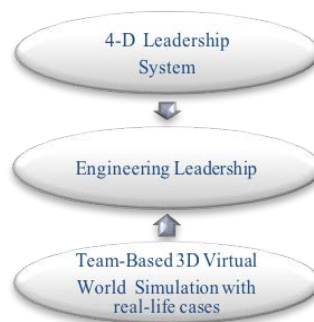 4-D Leadership
System
Engineering Leadership
Team-Based 3D Virtual
World Simulation with
real-life cases